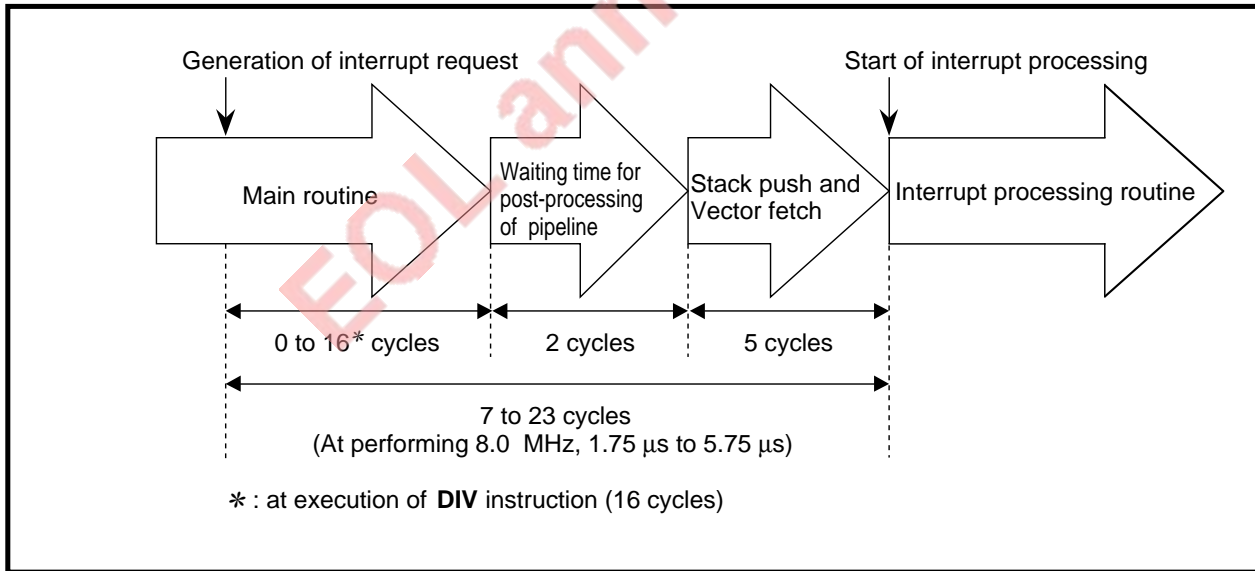 Generation of interrupt request
Start of interrupt processing
Main routine
Waiting time for
post-processing
of pipeline
Stack push and
Vector fetch
Interrupt processing routine
0 to 16* cycles
2 cycles
5 cycles
7 to 23 cycles
(At performing 8.0 MHz, 1.75 μs to 5.75 μs)
* : at execution of DIV instruction (16 cycles)
EOL ann